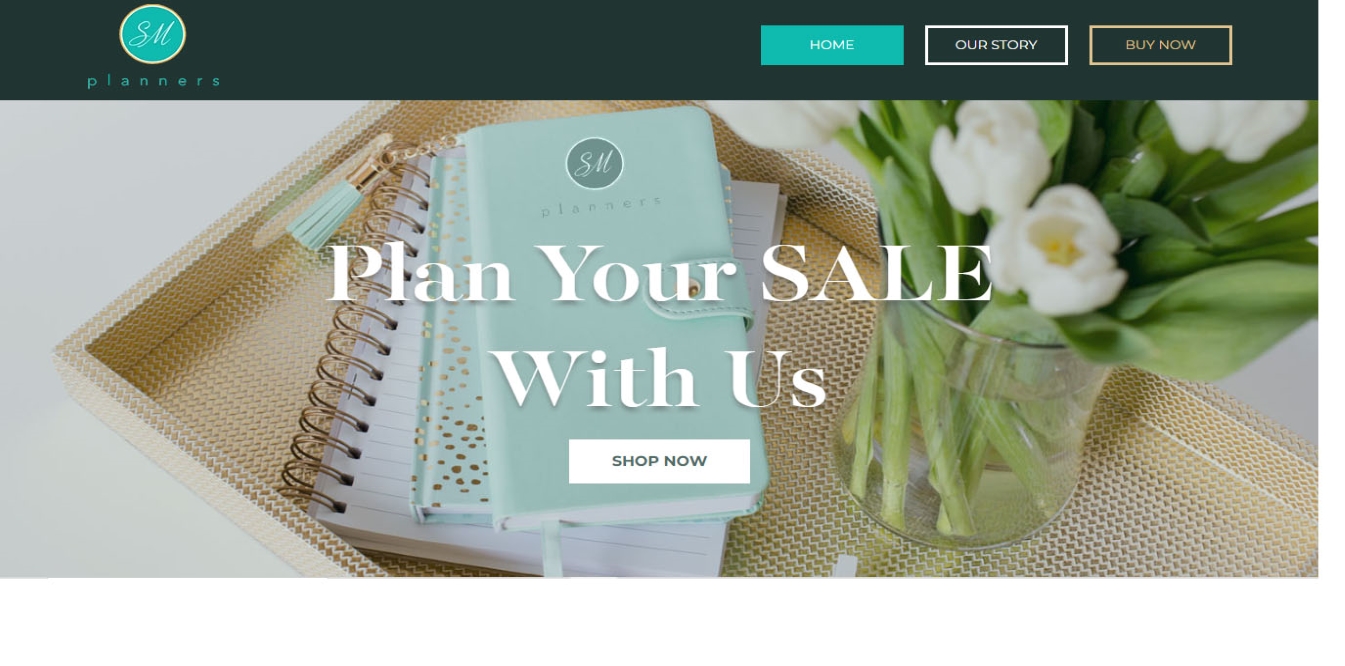 SM
planners
HOME
OUR STORY
BUY NOW
SM
planners
Plan Your SALE
With Us
SHOP NOW